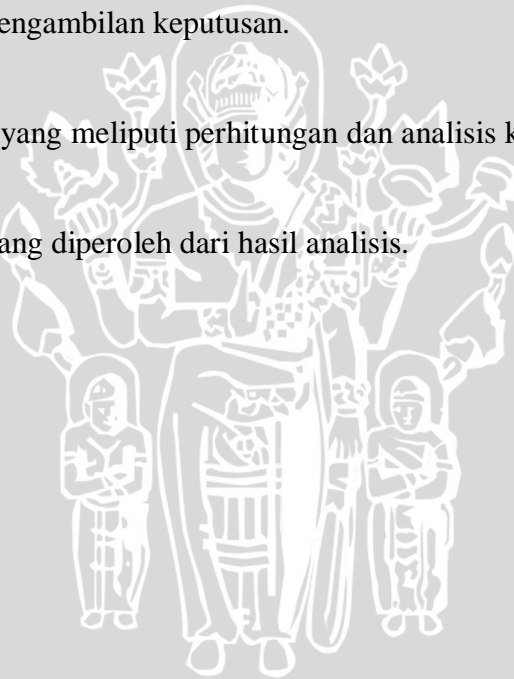 engambilan keputusan.
yang meliputi perhitungan dan analisis k
ang diperoleh dari hasil analisis.